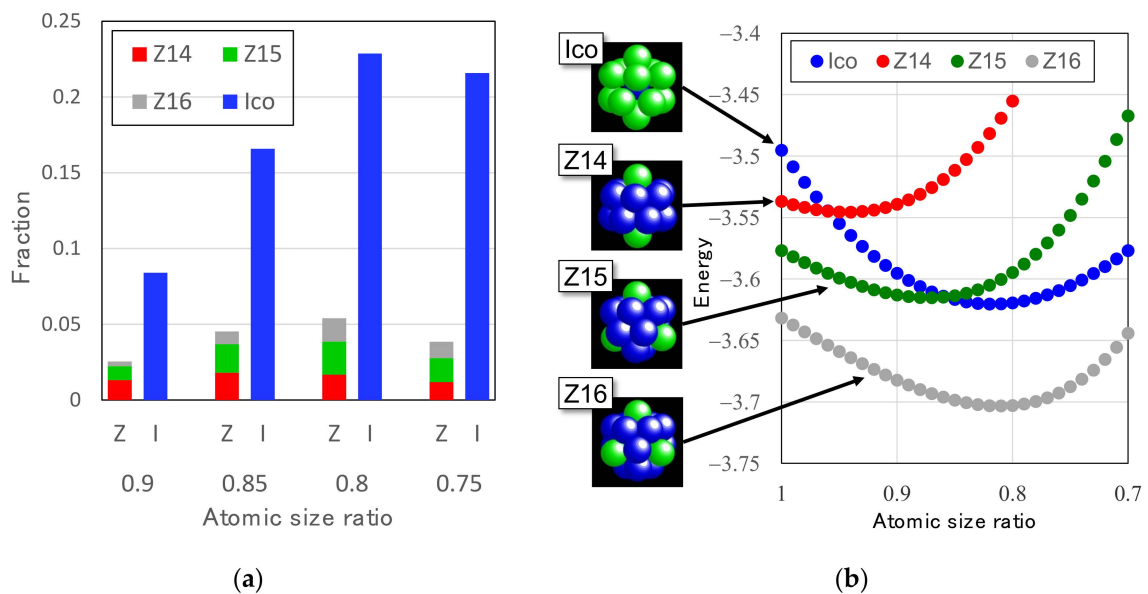 0.25
0.2
0.15
0.1
0.05
0
Fraction
Z14 Z15
Z16 Ico
Z I Z I Z I Z I
0.9 0.85 0.8 0.75
Atomic size ratio
(a)
Ico
Z14
Z15
Z16
−3.4
−3.45
−3.5
−3.55
−3.6
−3.65
−3.7
−3.75
Energy
Ico Z14 Z15 Z16
1 0.9 0.8 0.7
Atomic size ratio
(b)